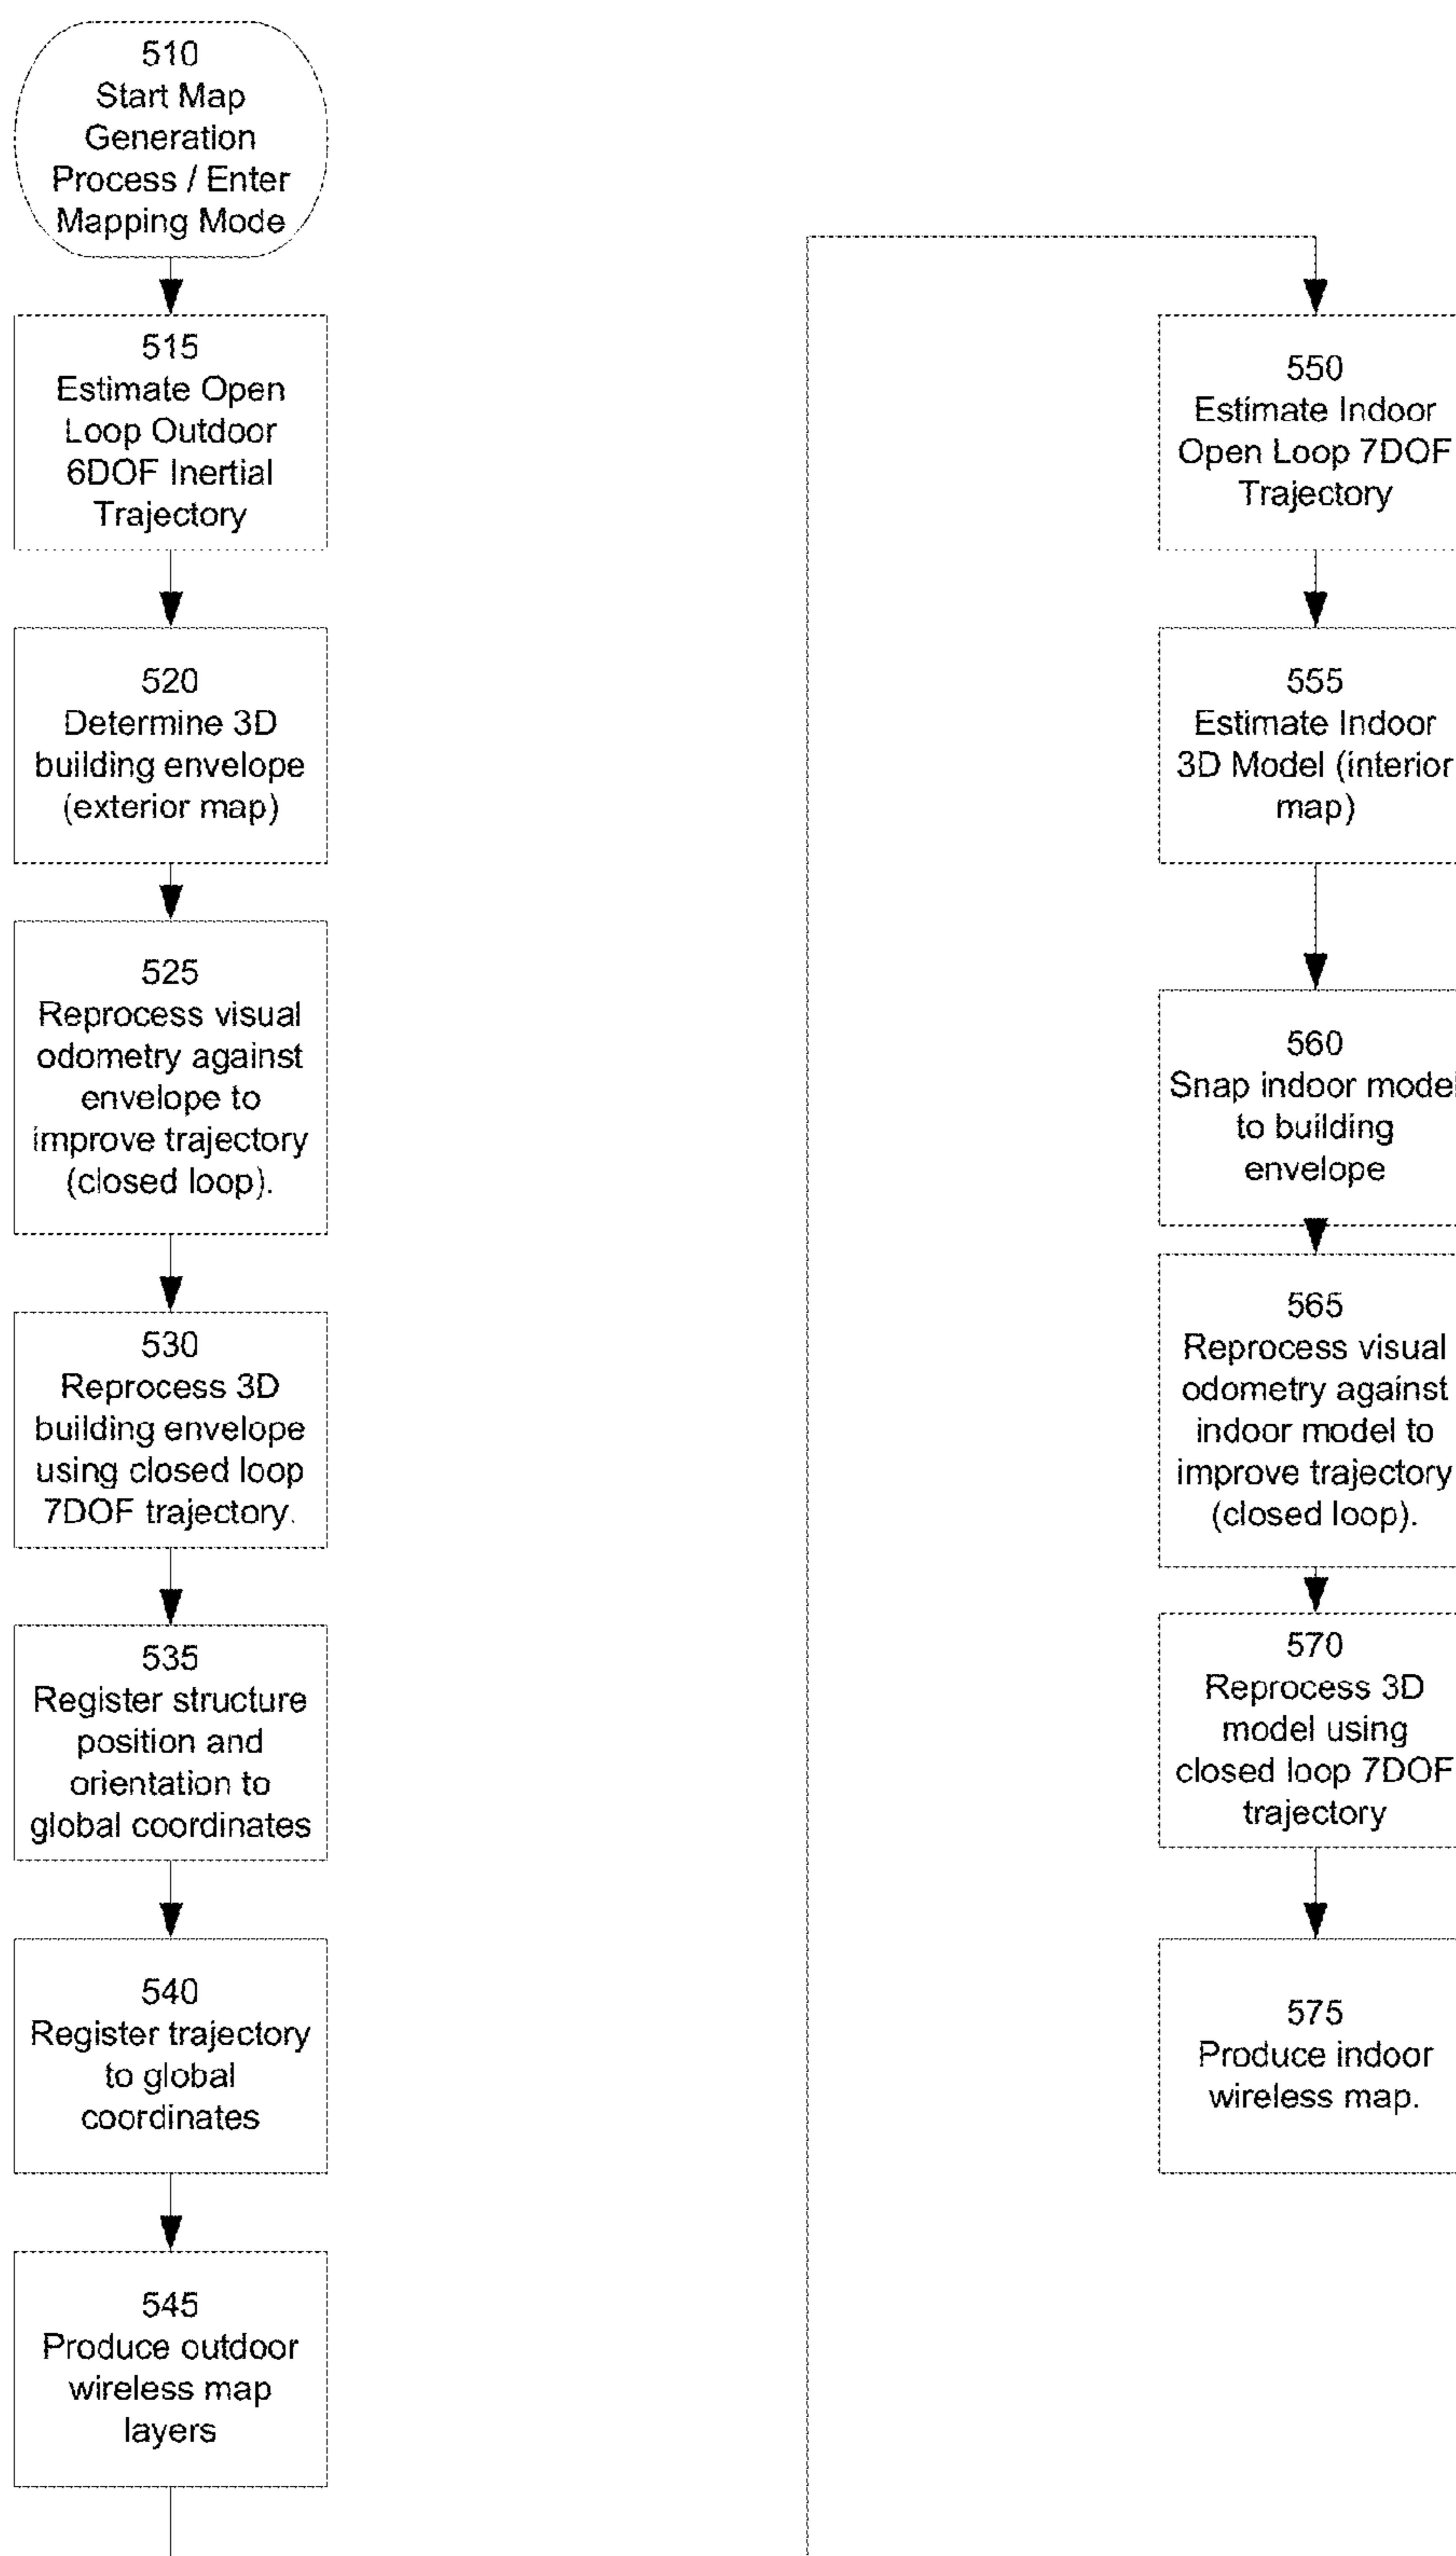 510
Start Map
Generation
Process / Enter
Mapping Mode
515
Estimate Open
Loop Outdoor
6DOF Inertial
Trajectory
520
Determine 3D
building envelope
(exterior map)
525
Reprocess visual
odometry against
envelope to
improve trajectory
(closed loop).
530
Reprocess 3D
building envelope
using closed loop
7DOF trajectory.
535
Register structure
position and
orientation to
global coordinates
540
Register trajectory
to global
coordinates
545
Produce outdoor
wireless map
layers
550
Estimate Indoor
Open Loop 7DOF
Trajectory
555
Estimate Indoor
3D Model (interior
map)
560
Snap indoor model
to building
envelope
565
Reprocess visual
odometry against
indoor model to
improve trajectory
(closed loop).
570
Reprocess 3D
model using
closed loop 7DOF
trajectory
575
Produce indoor
wireless map.